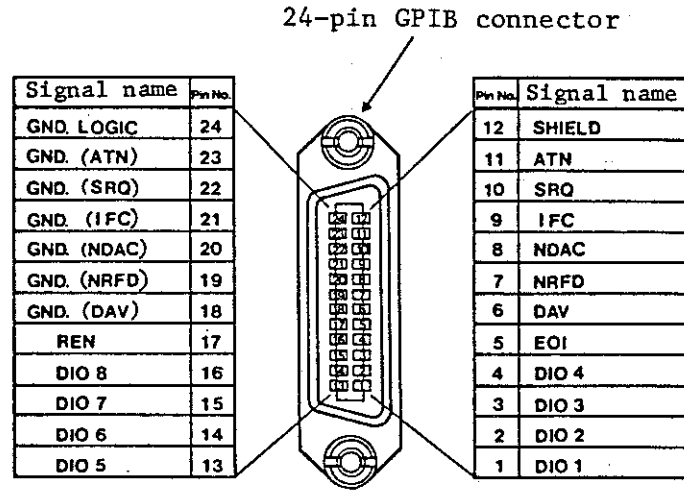 24-pin GPIB connector
Signal name Pin No.
GND. LOGIC 24
GND. (ATN) 23
GND. (SRQ) 22
GND. (IFC) 21
GND. (NDAC) 20
GND. (NRFD) 19
GND. (DAV) 18
REN 17
DIO 8 16
DIO 7 15
DIO 6 14
DIO 5 13
Pin No. Signal name
12 SHIELD
11 ATN
10 SRQ
9 IFC
8 NDAC
7 NRFD
6 DAV
5 EOI
4 DIO 4
3 DIO 3
2 DIO 2
1 DIO 1